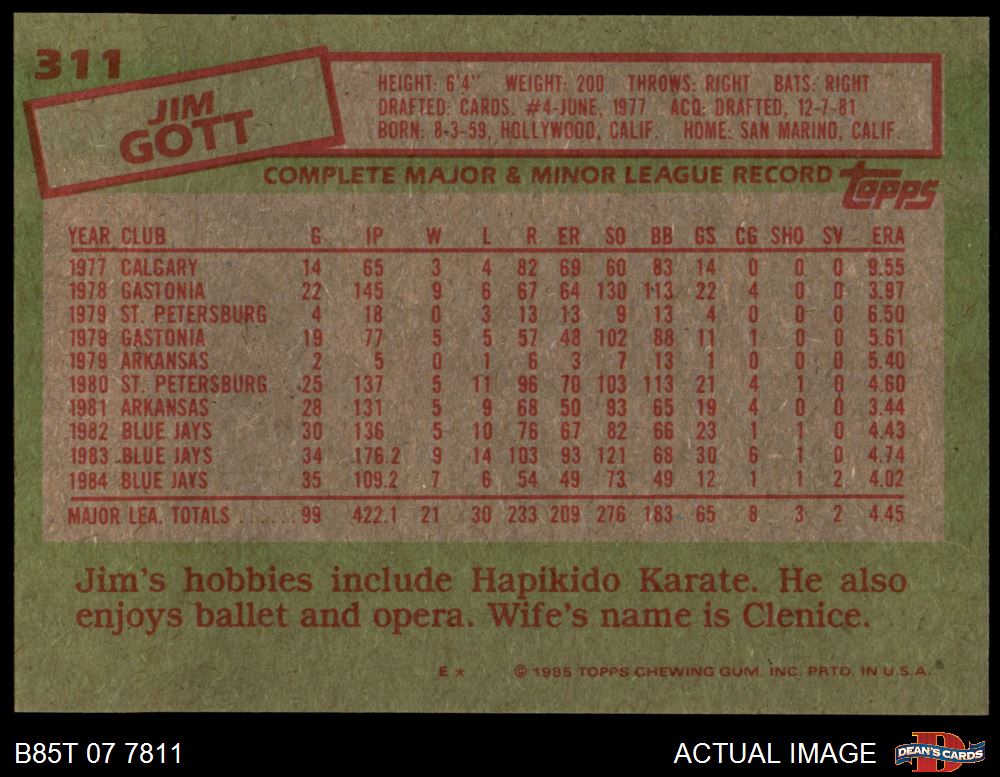 311
JIM
GOTT
HEIGHT: 6'4" WEIGHT: 200 THROWS: RIGHT BATS: RIGHT
DRAFTED: CARDS. #4-JUNE, 1977 ACQ: DRAFTED, 12-7-81
BORN: 8-3-59, HOLLYWOOD, CALIF. HOME: SAN MARINO, CALIF.
COMPLETE MAJOR & MINOR LEAGUE RECORD
topps
YEAR CLUB G IP W L R ER SO BB GS CG SHO SV ERA
1977 CALGARY 14 65 3 4 82 69 60 83 14 0 0 0 9.55
1978 GASTONIA 22 145 9 6 67 64 130 113 22 4 0 0 3.97
1979 ST. PETERSBURG 4 18 0 3 13 13 9 13 4 0 0 0 6.50
1979 GASTONIA 19 77 5 5 57 48 102 88 11 1 0 0 5.61
1979 ARKANSAS 2 5 0 1 6 3 7 13 1 0 0 0 5.40
1980 ST. PETERSBURG 25 137 5 11 96 70 103 113 21 4 1 0 4.60
1981 ARKANSAS 28 131 5 9 68 50 93 65 19 4 0 0 3.44
1982 BLUE JAYS 30 136 5 10 76 67 82 66 23 1 1 0 4.43
1983 BLUE JAYS 34 176.2 9 14 103 93 121 68 30 6 1 0 4.74
1984 BLUE JAYS 35 109.2 7 6 54 49 73 49 12 1 1 2 4.02
MAJOR LEA. TOTALS ...... 99 422.1 21 30 233 209 276 183 65 8 3 2 4.45
Jim's hobbies include Hapikido Karate. He also
enjoys ballet and opera. Wife's name is Clenice.
E * © 1985 TOPPS CHEWING GUM, INC. PRTD. IN U.S.A.
B85T 07 7811
ACTUAL IMAGE
D
DEAN'S CARDS